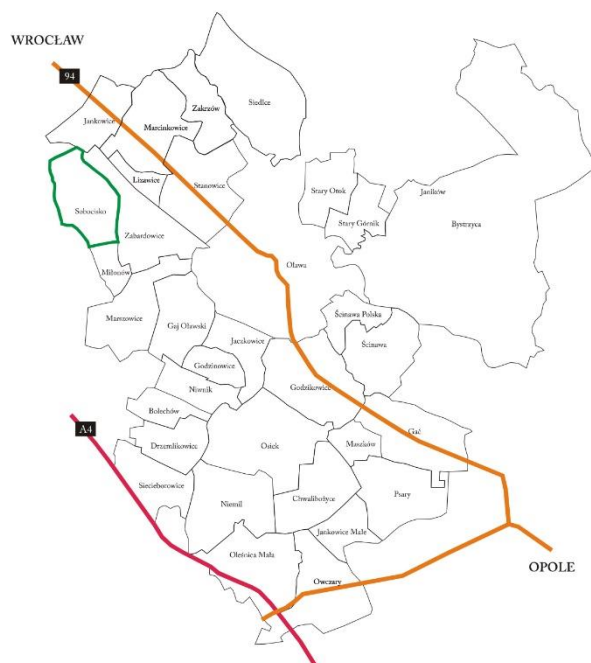 WROCŁAW
94
Siedlce
Zakrzów
Jankowice
Marcinkowice
Lizawice
Stanowice
Stary Otok
Janików
Sobocisko
Stary Górnik
Bystrzyca
Zabardowice
Oława
Miłonów
Marszowice
Gaj Oławski
Ścinawa Polska
Jaczkowice
Ścinawa
Godzinowice
Godzikowice
Niwnik
Bolechów
A4
Gać
Drzemlikowice
Osiek
Maszków
Siecieborowice
Chwalibożyce
Psary
Niemil
Jankowice Małe
Oleśnica Mała
OPOLE
Owczary